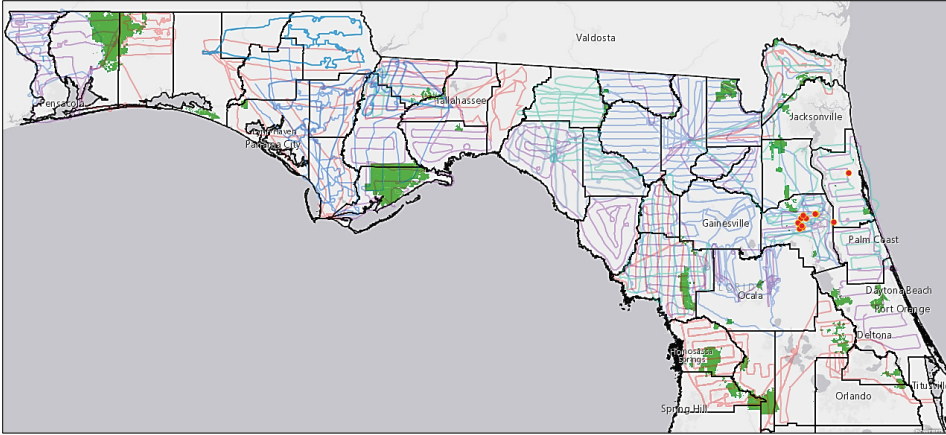 Valdosta
Pensacola
Tallahassee
Jacksonville
Panama City
Gainesville
Palm Coast
Ocala
Daytona Beach
Port Orange
Deltona
Homosassa
Springs
Titusvill
Orlando
Spring Hill